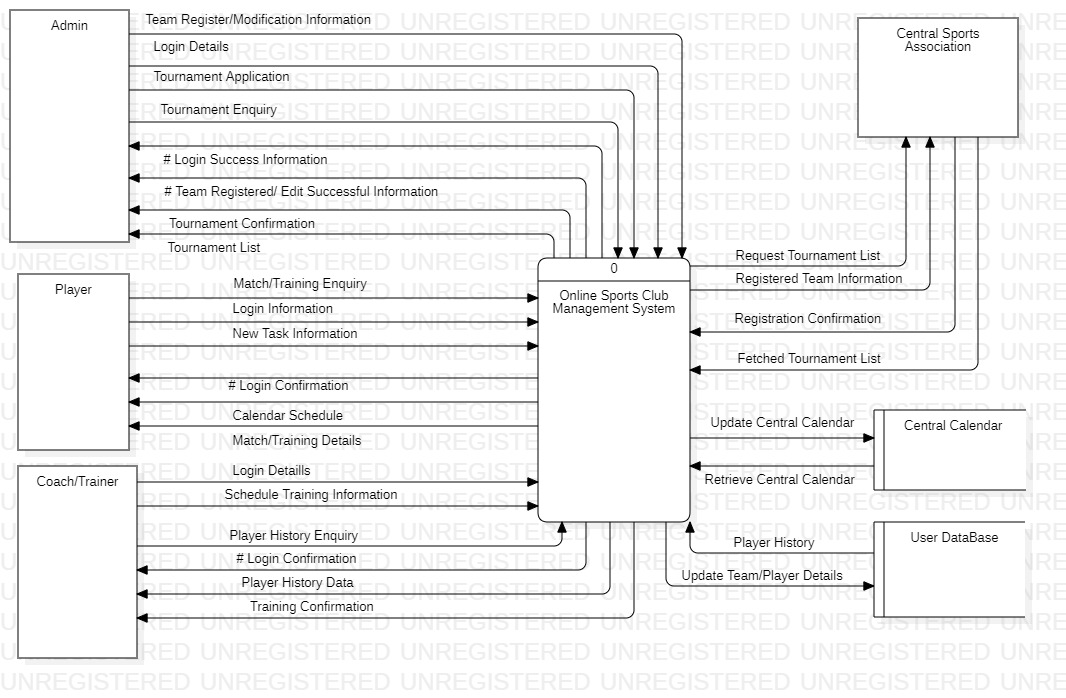 Admin
Team Register/Modification Information
Login Details
Tournament Application
Tournament Enquiry
# Login Success Information
# Team Registered/ Edit Successful Information
Tournament Confirmation
Tournament List
Central Sports
Association
0
Online Sports Club
Management System
Request Tournament List
Registered Team Information
Registration Confirmation
Fetched Tournament List
Player
Match/Training Enquiry
Login Information
New Task Information
# Login Confirmation
Calendar Schedule
Match/Training Details
Update Central Calendar
Retrieve Central Calendar
Central Calendar
Coach/Trainer
Login Detaills
Schedule Training Information
Player History Enquiry
# Login Confirmation
Player History Data
Training Confirmation
Player History
Update Team/Player Details
User DataBase
UNREGISTERED